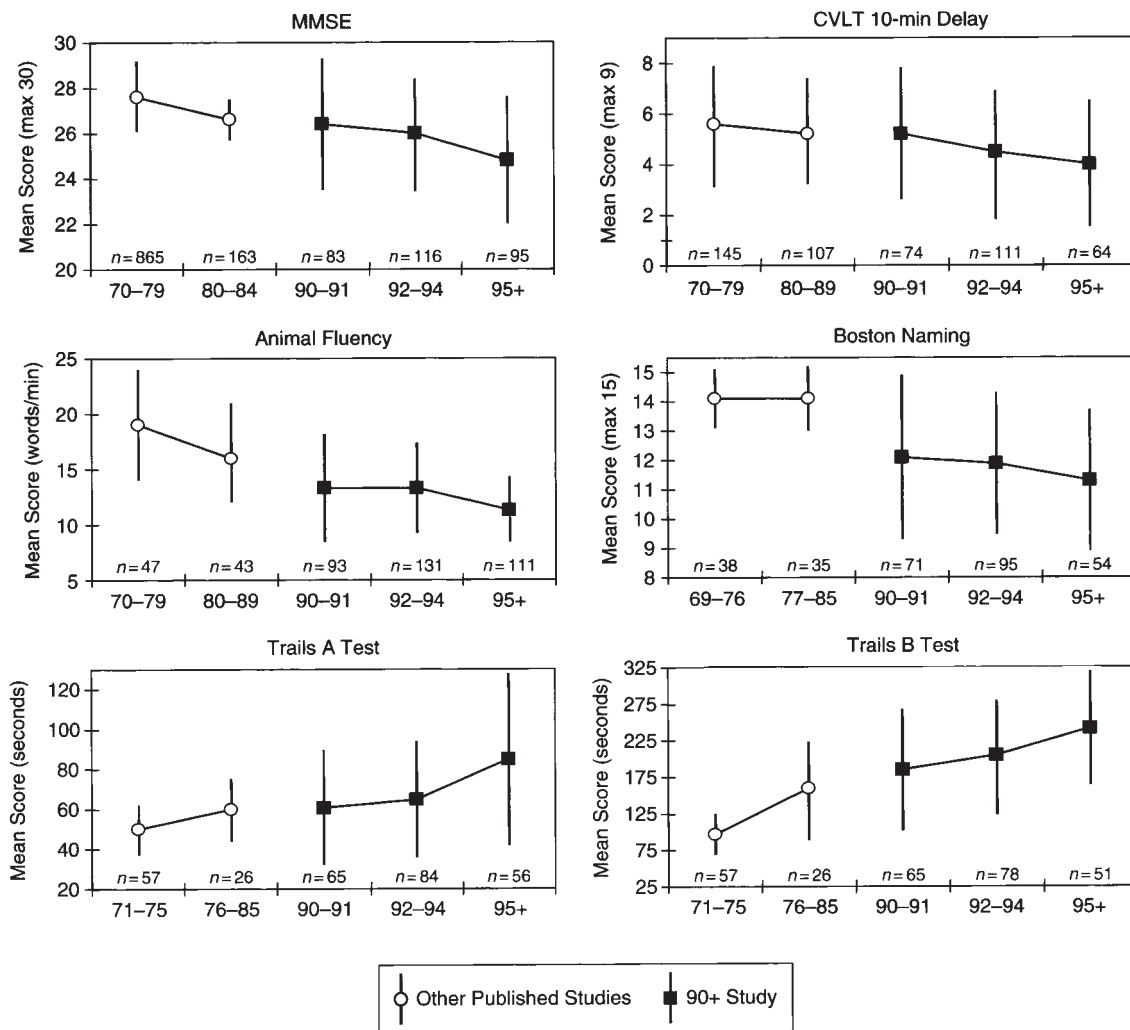 MMSE
Mean Score (max 30)
30
28
26
24
22
20
n=865 n=163 n=83 n=116 n=95
70–79 80–84 90–91 92–94 95+
CVLT 10-min Delay
Mean Score (max 9)
8
6
4
2
0
n=145 n=107 n=74 n=111 n=64
70–79 80–89 90–91 92–94 95+
Animal Fluency
Mean Score (words/min)
25
20
15
10
5
n=47 n=43 n=93 n=131 n=111
70–79 80–89 90–91 92–94 95+
Boston Naming
Mean Score (max 15)
15
14
13
12
11
10
9
8
n=38 n=35 n=71 n=95 n=54
69–76 77–85 90–91 92–94 95+
Trails A Test
Mean Score (seconds)
120
100
80
60
40
20
n=57 n=26 n=65 n=84 n=56
71–75 76–85 90–91 92–94 95+
Trails B Test
Mean Score (seconds)
325
275
225
175
125
75
25
n=57 n=26 n=65 n=78 n=51
71–75 76–85 90–91 92–94 95+
Other Published Studies 90+ Study